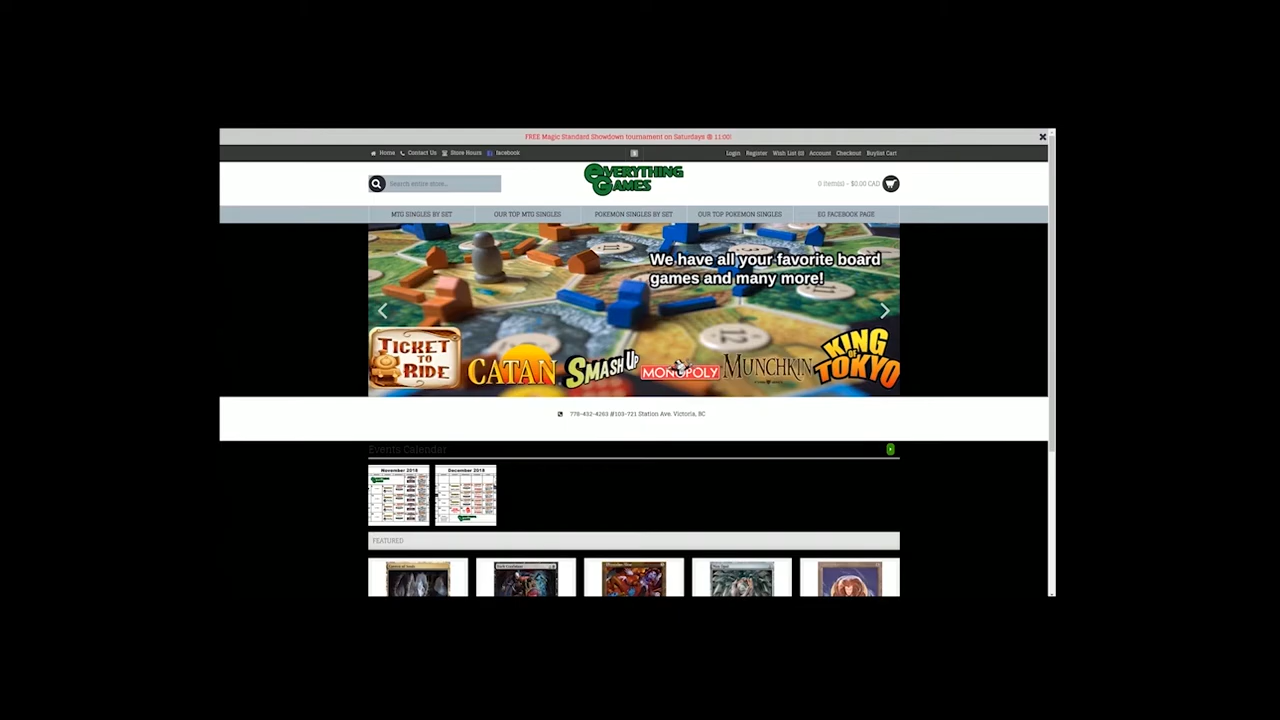 FREE Magic Standard Showdown tournament on Saturdays @ 11:00!
Home Contact Us Store Hours facebook
Login Register Wish List (0) Account Checkout Buylist Cart
Search entire store...
EVERYTHING GAMES
0 item(s) - $0.00 CAD
MTG SINGLES BY SET OUR TOP MTG SINGLES POKEMON SINGLES BY SET OUR TOP POKEMON SINGLES EG FACEBOOK PAGE
We have all your favorite board
games and many more!
TICKET TO RIDE CATAN SMASH UP MONOPOLY MUNCHKIN KING OF TOKYO
778-432-4263 #103-721 Station Ave. Victoria, BC
Events Calendar
November 2018 December 2018
FEATURED